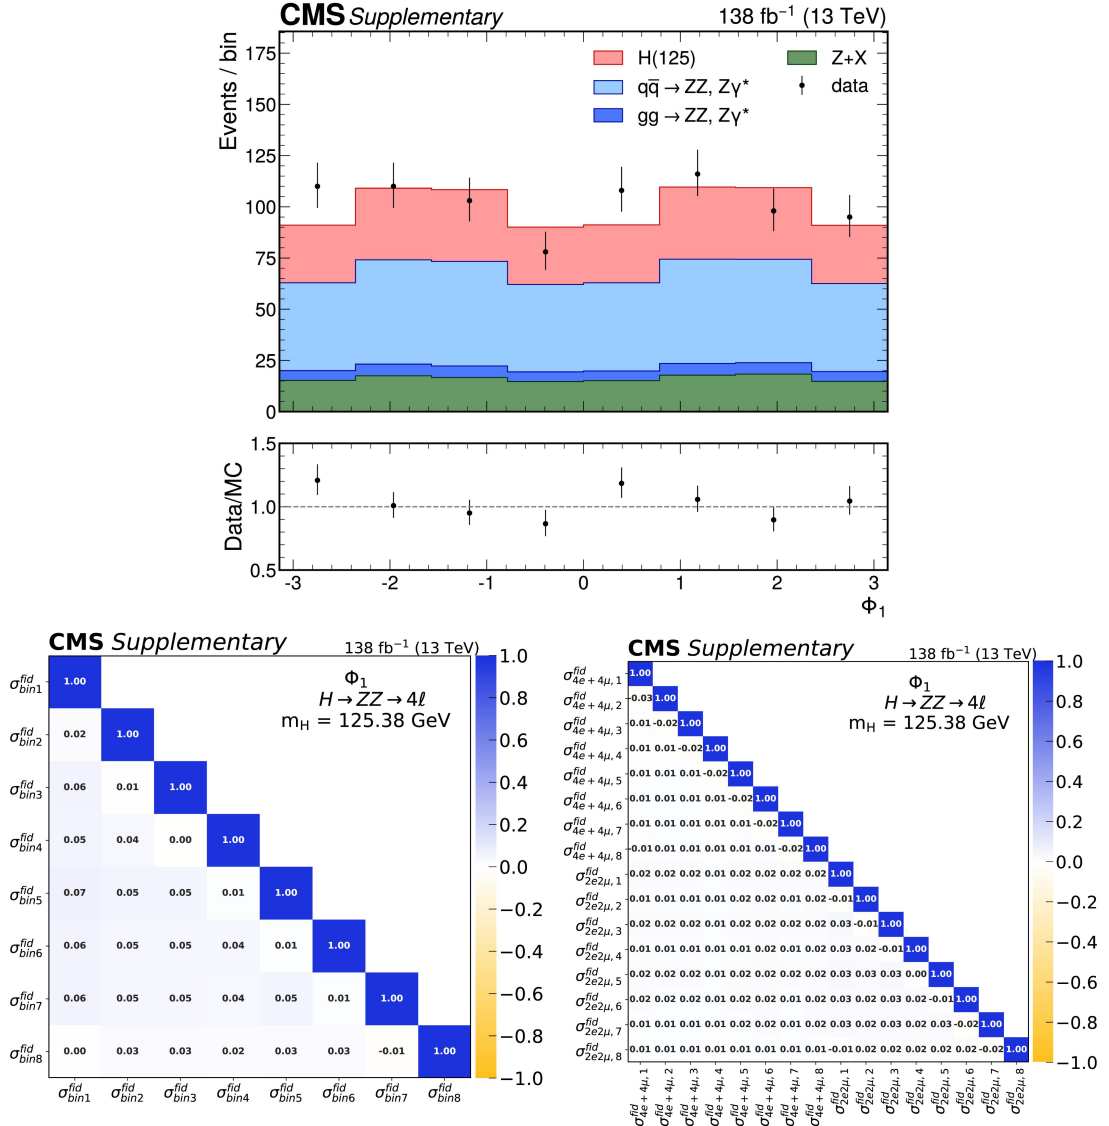 CMS Supplementary 138 fb⁻¹ (13 TeV)
Events / bin
175
150
125
100
75
50
25
0
H(125)
qq̄ → ZZ, Zγ*
gg → ZZ, Zγ*
Z+X
data
Data/MC
1.5
1.0
0.5
-3 -2 -1 0 1 2 3
Φ₁
CMS Supplementary 138 fb⁻¹ (13 TeV)
Φ₁
H → ZZ → 4ℓ
m_H = 125.38 GeV
σ^fid_bin1 1.00
σ^fid_bin2 0.02 1.00
σ^fid_bin3 0.06 0.01 1.00
σ^fid_bin4 0.05 0.04 0.00 1.00
σ^fid_bin5 0.07 0.05 0.05 0.01 1.00
σ^fid_bin6 0.06 0.05 0.05 0.04 0.01 1.00
σ^fid_bin7 0.06 0.05 0.05 0.04 0.05 0.01 1.00
σ^fid_bin8 0.00 0.03 0.03 0.02 0.03 0.03 -0.01 1.00
σ^fid_bin1 σ^fid_bin2 σ^fid_bin3 σ^fid_bin4 σ^fid_bin5 σ^fid_bin6 σ^fid_bin7 σ^fid_bin8
1.0
0.8
0.6
0.4
0.2
0.0
−0.2
−0.4
−0.6
−0.8
−1.0
CMS Supplementary 138 fb⁻¹ (13 TeV)
Φ₁
H → ZZ → 4ℓ
m_H = 125.38 GeV
σ^fid_4e+4μ,1 1.00
σ^fid_4e+4μ,2 -0.03 1.00
σ^fid_4e+4μ,3 0.01 -0.02 1.00
σ^fid_4e+4μ,4 0.01 0.01 -0.02 1.00
σ^fid_4e+4μ,5 0.01 0.01 0.01 -0.02 1.00
σ^fid_4e+4μ,6 0.01 0.01 0.01 0.01 -0.02 1.00
σ^fid_4e+4μ,7 0.01 0.01 0.01 0.01 0.01 -0.02 1.00
σ^fid_4e+4μ,8 -0.01 0.01 0.01 0.01 0.01 0.01 -0.02 1.00
σ^fid_2e2μ,1 0.02 0.02 0.01 0.01 0.02 0.02 0.02 0.02 1.00
σ^fid_2e2μ,2 0.01 0.01 0.01 0.01 0.01 0.02 0.01 0.02 -0.01 1.00
σ^fid_2e2μ,3 0.02 0.02 0.01 0.01 0.02 0.02 0.01 0.02 0.03 -0.01 1.00
σ^fid_2e2μ,4 0.01 0.01 0.01 0.01 0.01 0.02 0.01 0.01 0.03 0.02 -0.01 1.00
σ^fid_2e2μ,5 0.02 0.02 0.01 0.01 0.02 0.02 0.02 0.02 0.03 0.03 0.03 0.00 1.00
σ^fid_2e2μ,6 0.02 0.02 0.01 0.01 0.02 0.02 0.01 0.02 0.03 0.02 0.03 0.02 -0.01 1.00
σ^fid_2e2μ,7 0.01 0.01 0.01 0.01 0.02 0.02 0.01 0.02 0.03 0.02 0.03 0.02 0.03 -0.02 1.00
σ^fid_2e2μ,8 0.01 0.01 0.01 0.01 0.01 0.01 0.01 0.01 -0.01 0.02 0.02 0.02 0.02 0.02 -0.02 1.00
σ^fid_4e+4μ,1 σ^fid_4e+4μ,2 σ^fid_4e+4μ,3 σ^fid_4e+4μ,4 σ^fid_4e+4μ,5 σ^fid_4e+4μ,6 σ^fid_4e+4μ,7 σ^fid_4e+4μ,8 σ^fid_2e2μ,1 σ^fid_2e2μ,2 σ^fid_2e2μ,3 σ^fid_2e2μ,4 σ^fid_2e2μ,5 σ^fid_2e2μ,6 σ^fid_2e2μ,7 σ^fid_2e2μ,8
1.0
0.8
0.6
0.4
0.2
0.0
−0.2
−0.4
−0.6
−0.8
−1.0